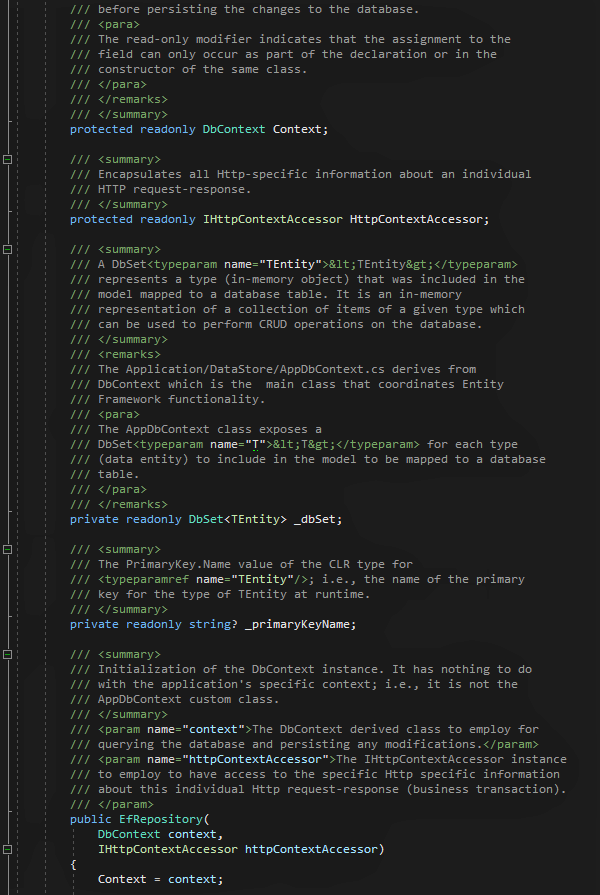 /// before persisting the changes to the database.
/// <para>
/// The read-only modifier indicates that the assignment to the
/// field can only occur as part of the declaration or in the
/// constructor of the same class.
/// </para>
/// </remarks>
/// </summary>
protected readonly DbContext Context;
/// <summary>
/// Encapsulates all Http-specific information about an individual
/// HTTP request-response.
/// </summary>
protected readonly IHttpContextAccessor HttpContextAccessor;
/// <summary>
/// A DbSet<typeparam name="TEntity">&lt;TEntity&gt;</typeparam>
/// represents a type (in-memory object) that was included in the
/// model mapped to a database table. It is an in-memory
/// representation of a collection of items of a given type which
/// can be used to perform CRUD operations on the database.
/// </summary>
/// <remarks>
/// The Application/DataStore/AppDbContext.cs derives from
/// DbContext which is the  main class that coordinates Entity
/// Framework functionality.
/// <para>
/// The AppDbContext class exposes a
/// DbSet<typeparam name="T">&lt;T&gt;</typeparam> for each type
/// (data entity) to include in the model to be mapped to a database
/// table.
/// </para>
/// </remarks>
private readonly DbSet<TEntity> _dbSet;
/// <summary>
/// The PrimaryKey.Name value of the CLR type for
/// <typeparamref name="TEntity"/>; i.e., the name of the primary
/// key for the type of TEntity at runtime.
/// </summary>
private readonly string? _primaryKeyName;
/// <summary>
/// Initialization of the DbContext instance. It has nothing to do
/// with the application's specific context; i.e., it is not the
/// AppDbContext custom class.
/// </summary>
/// <param name="context">The DbContext derived class to employ for
/// querying the database and persisting any modifications.</param>
/// <param name="httpContextAccessor">The IHttpContextAccessor instance
/// to employ to have access to the specific Http specific information
/// about this individual Http request-response (business transaction).
/// </param>
public EfRepository(
DbContext context,
IHttpContextAccessor httpContextAccessor)
{
Context = context;